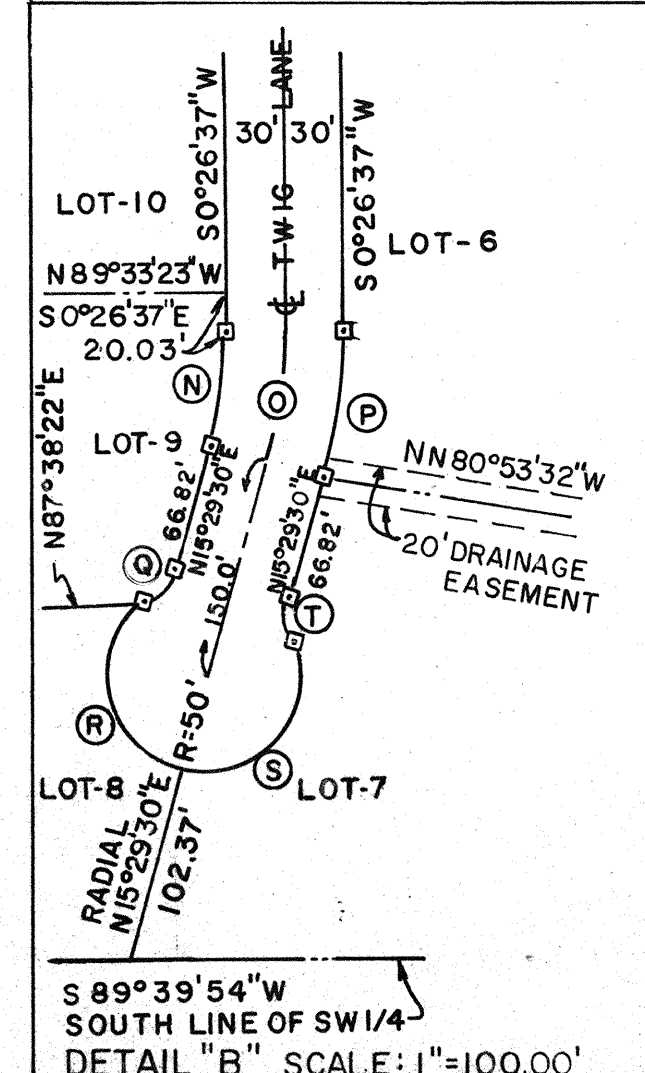 S0°26'37"W
30' 30'
℄ TWIG LANE
S0°26'37"W
LOT-10
LOT-6
N89°33'23"W
S0°26'37"E
20.03'
N
O
P
N87°38'22"E
LOT-9
66.82'
N15°29'30"E
150.0'
N15°29'30"E
66.82'
NN80°53'32"W
20' DRAINAGE
EASEMENT
Q
T
R
R=50'
S
LOT-8
LOT-7
RADIAL
N15°29'30"E
102.37'
S89°39'54"W
SOUTH LINE OF SW1/4
DETAIL "B" SCALE: 1"=100.00'